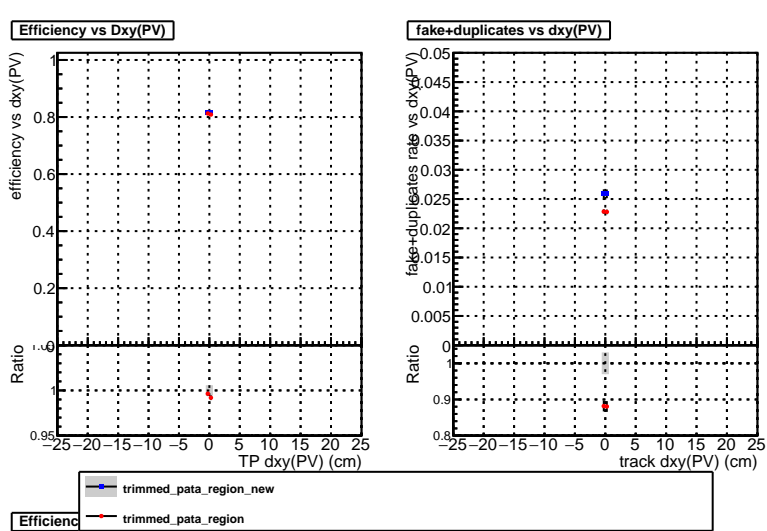 Efficiency vs Dxy(PV)
fake+duplicates vs dxy(PV)
efficiency vs dxy(PV)
1
0.8
0.6
0.4
0.2
0
fake+duplicates rate vs dxy(PV)
0.05
0.045
0.04
0.035
0.03
0.025
0.02
0.015
0.01
0.005
0
Ratio
1
0.95
−25 −20 −15 −10 −5 0 5 10 15 20 25
TP dxy(PV) (cm)
Ratio
1
0.9
0.8
−25 −20 −15 −10 −5 0 5 10 15 20 25
track dxy(PV) (cm)
trimmed_pata_region_new
trimmed_pata_region
Efficienc